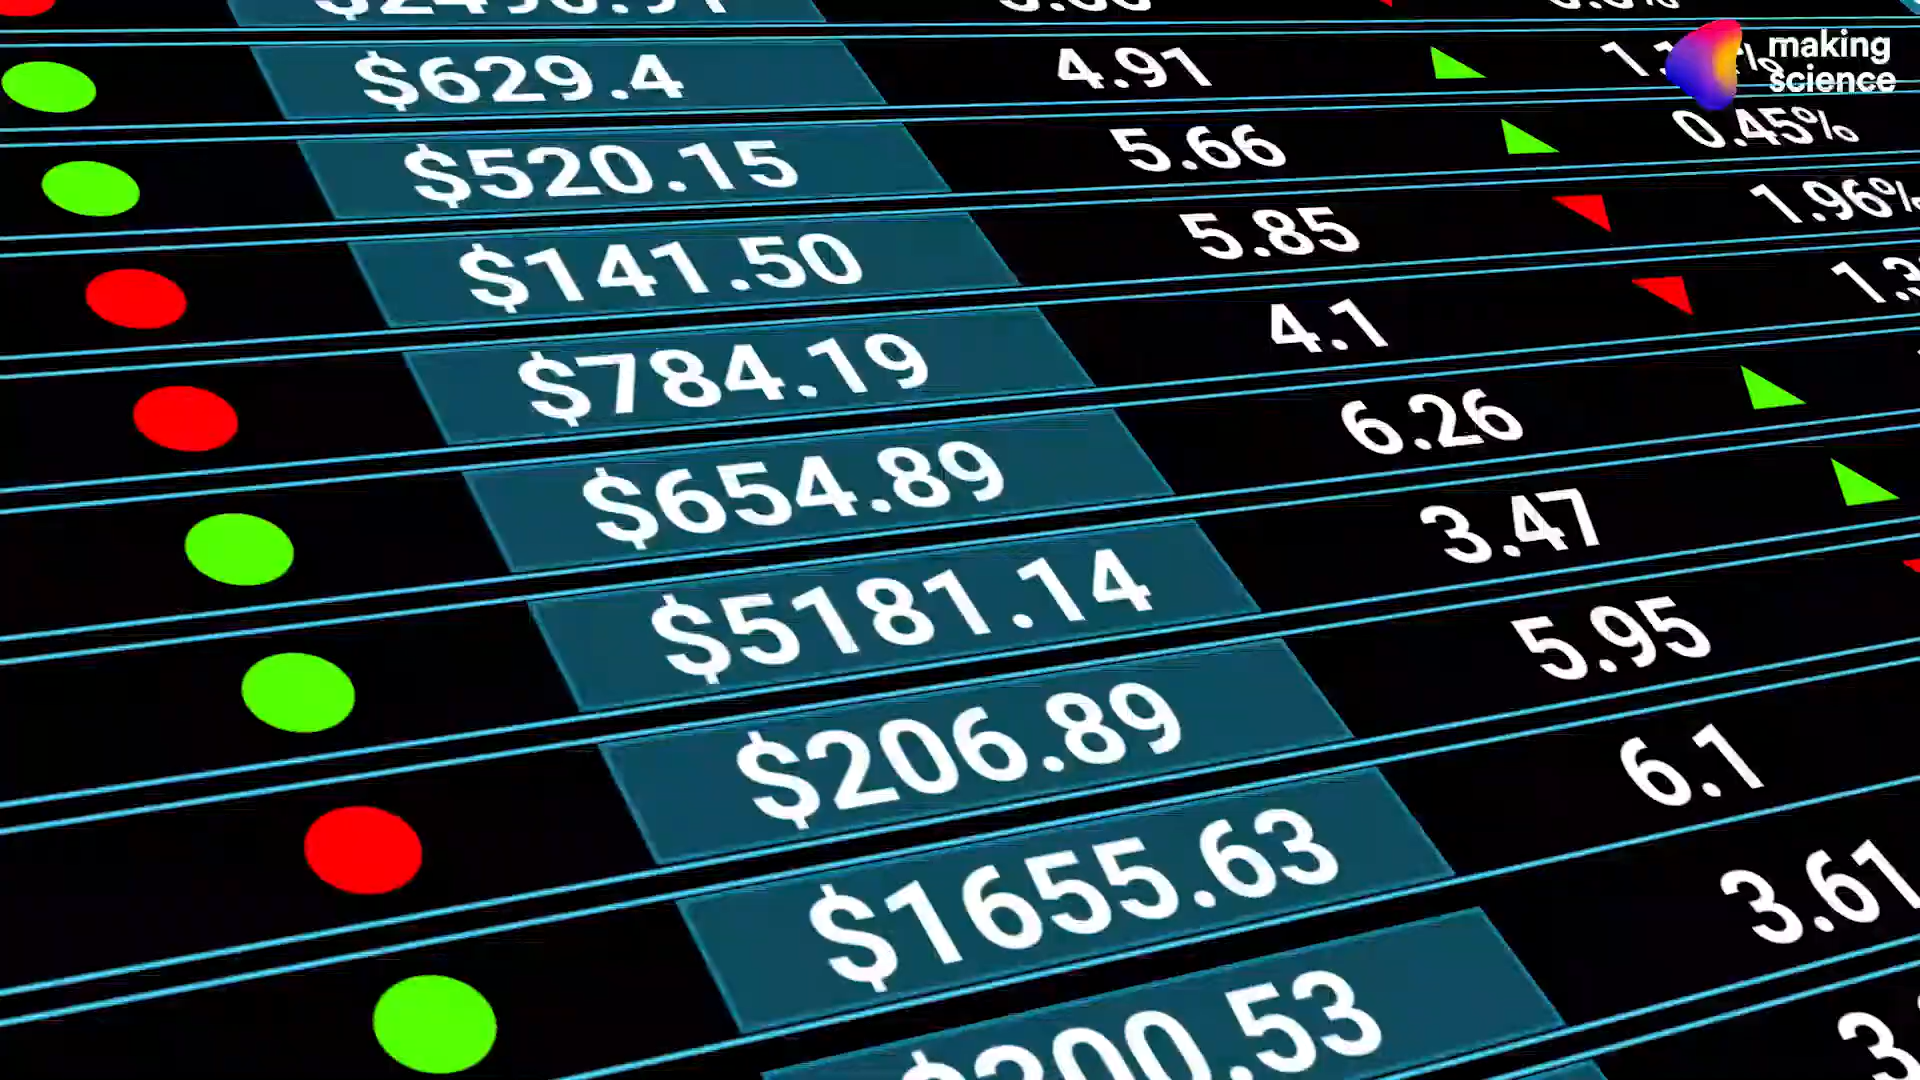 making
science
$629.4 4.91
$520.15 5.66 0.45%
$141.50 5.85 1.96%
$784.19 4.1
$654.89 6.26
$5181.14 3.47
$206.89 5.95
$1655.63 6.1
3.61